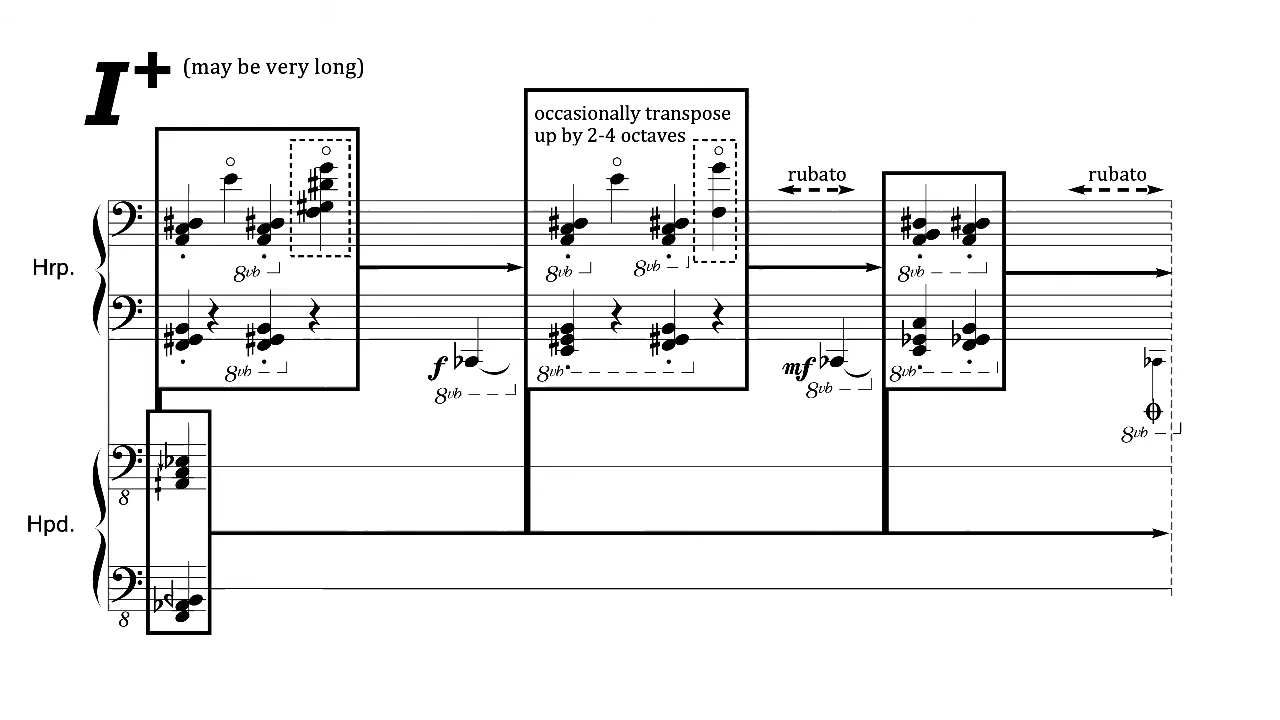 I+ (may be very long)
occasionally transpose
up by 2-4 octaves
rubato
rubato
Hrp.
8vb
8vb
8vb
8vb
8vb
f
8vb
8vb
mf
8vb
8vb
8vb
Hpd.
8
8